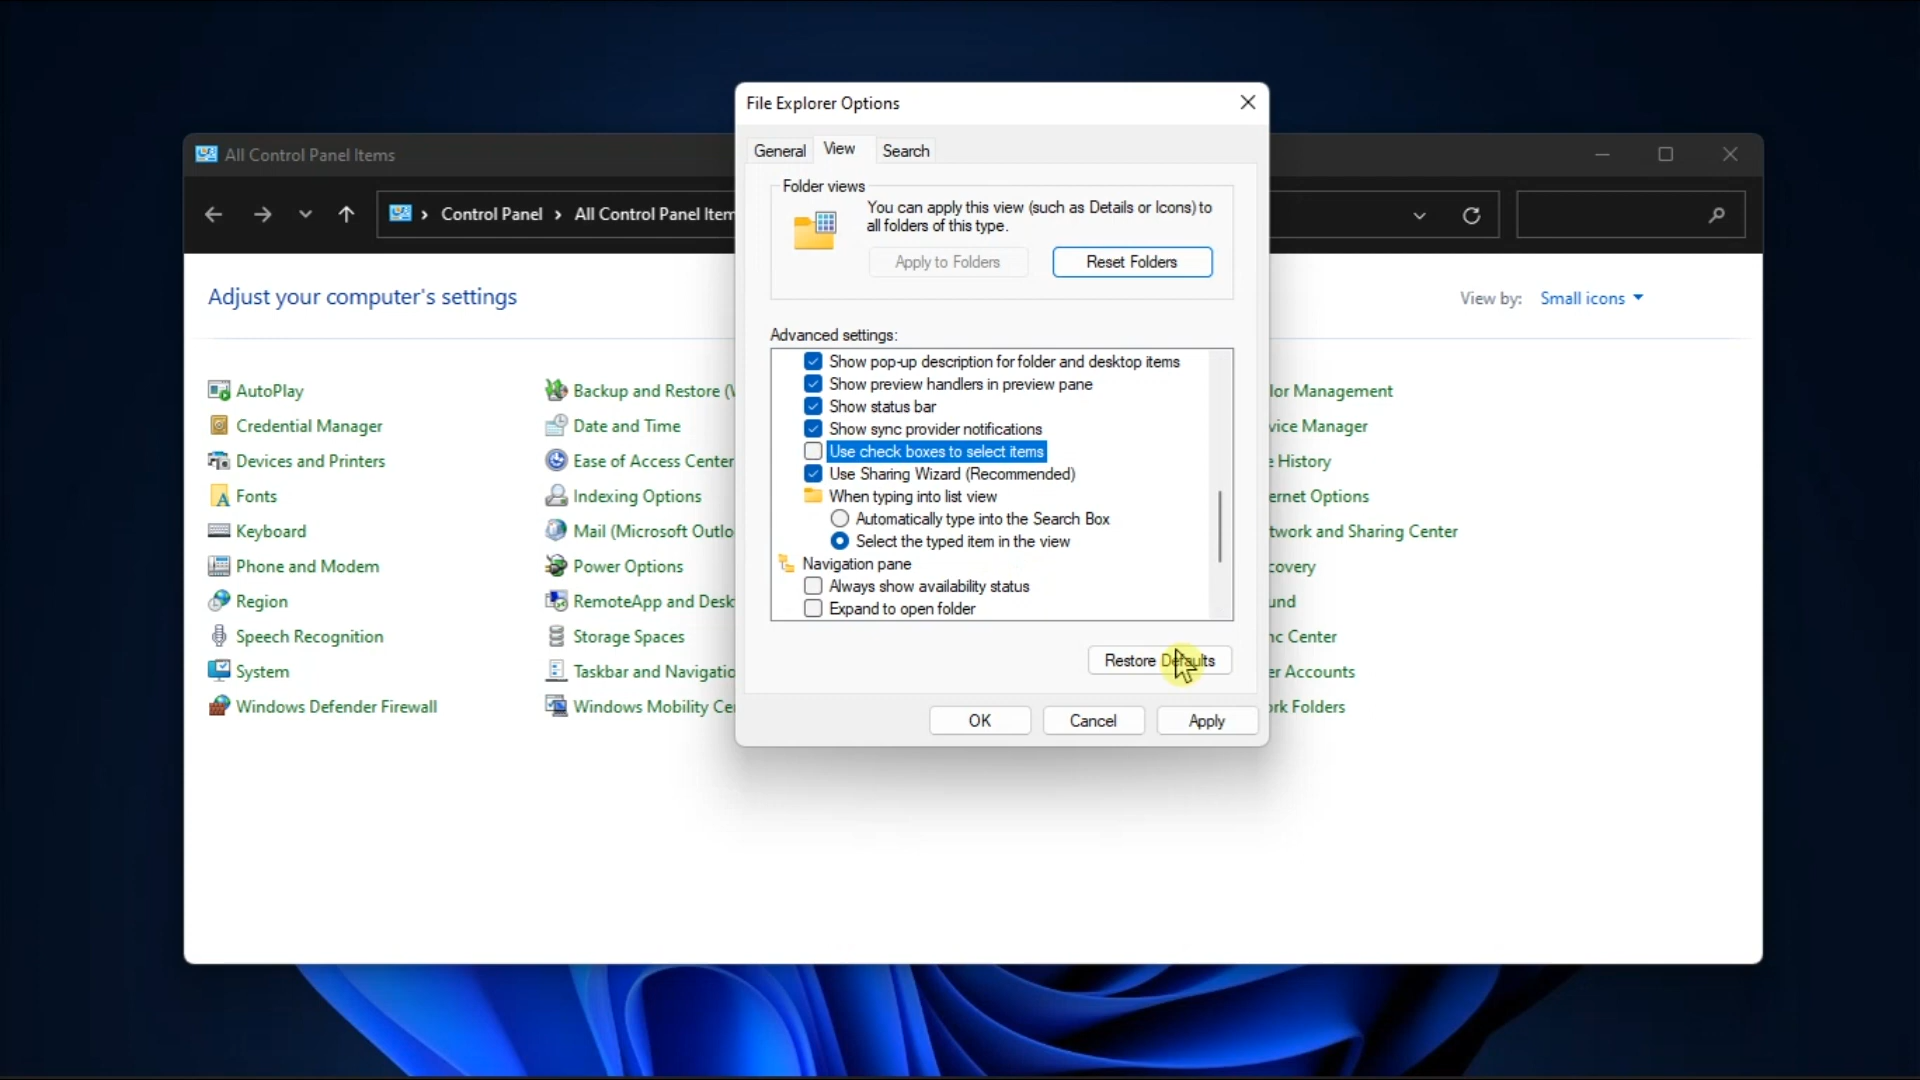 File Explorer Options
All Control Panel Items
General View Search
Folder views
You can apply this view (such as Details or Icons) to
all folders of this type.
Apply to Folders Reset Folders
Control Panel All Control Panel Item
Adjust your computer's settings
View by: Small icons
Advanced settings:
Show pop-up description for folder and desktop items
Show preview handlers in preview pane
Show status bar
Show sync provider notifications
Use check boxes to select items
Use Sharing Wizard (Recommended)
When typing into list view
Automatically type into the Search Box
Select the typed item in the view
Navigation pane
Always show availability status
Expand to open folder
Restore Defaults
OK Cancel Apply
AutoPlay
Credential Manager
Devices and Printers
Fonts
Keyboard
Phone and Modem
Region
Speech Recognition
System
Windows Defender Firewall
Backup and Restore (
Date and Time
Ease of Access Center
Indexing Options
Mail (Microsoft Outlo
Power Options
RemoteApp and Desk
Storage Spaces
Taskbar and Navigatio
Windows Mobility Ce
lor Management
vice Manager
History
ernet Options
twork and Sharing Center
covery
und
nc Center
er Accounts
ork Folders